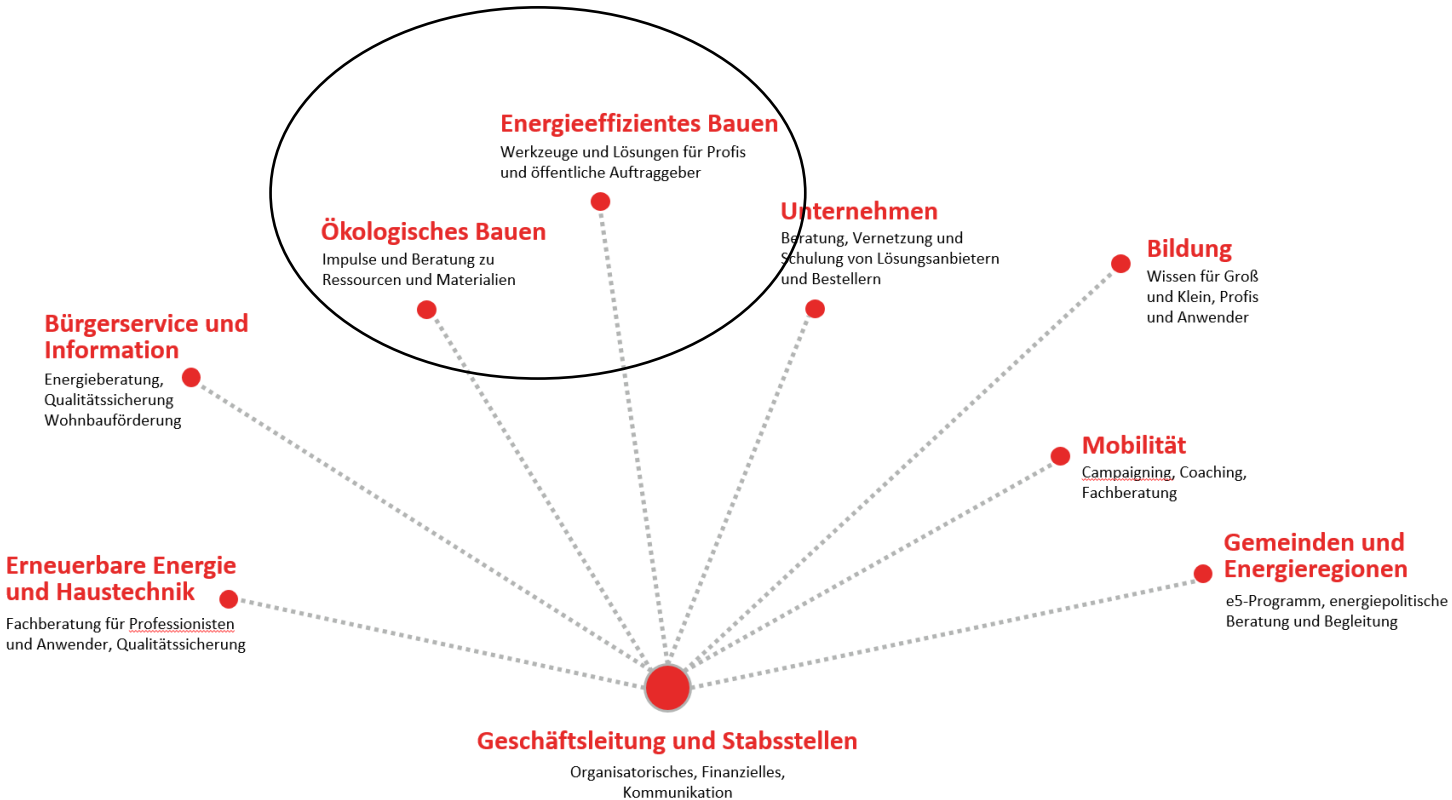 Energieeffizientes Bauen
Werkzeuge und Lösungen für Profis
und öffentliche Auftraggeber
Ökologisches Bauen
Impulse und Beratung zu
Ressourcen und Materialien
Unternehmen
Beratung, Vernetzung und
Schulung von Lösungsanbietern
und Bestellern
Bildung
Wissen für Groß
und Klein, Profis
und Anwender
Bürgerservice und
Information
Energieberatung,
Qualitätssicherung
Wohnbauförderung
Mobilität
Campaigning, Coaching,
Fachberatung
Erneuerbare Energie
und Haustechnik
Fachberatung für Professionisten
und Anwender, Qualitätssicherung
Gemeinden und
Energieregionen
e5-Programm, energiepolitische
Beratung und Begleitung
Geschäftsleitung und Stabsstellen
Organisatorisches, Finanzielles,
Kommunikation